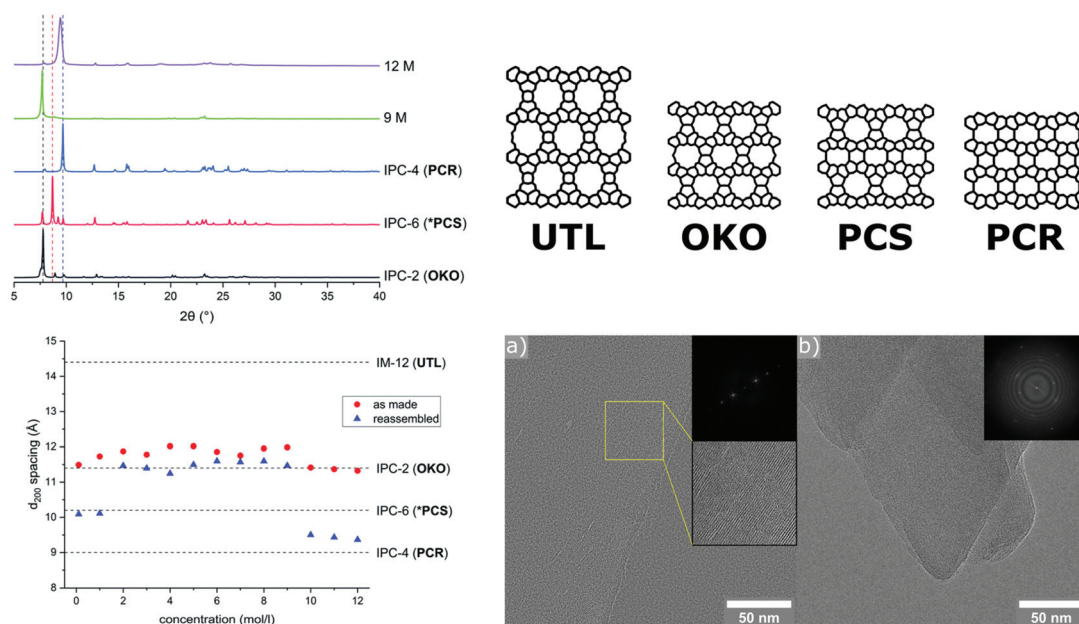 12 M
9 M
IPC-4 (PCR)
IPC-6 (*PCS)
IPC-2 (OKO)
5 10 15 20 25 30 35 40
2θ (°)
UTL OKO PCS PCR
15
14
13
12
11
10
9
8
d200 spacing (Å)
IM-12 (UTL)
as made
reassembled
IPC-2 (OKO)
IPC-6 (*PCS)
IPC-4 (PCR)
0 2 4 6 8 10 12
concentration (mol/l)
a)
50 nm
b)
50 nm